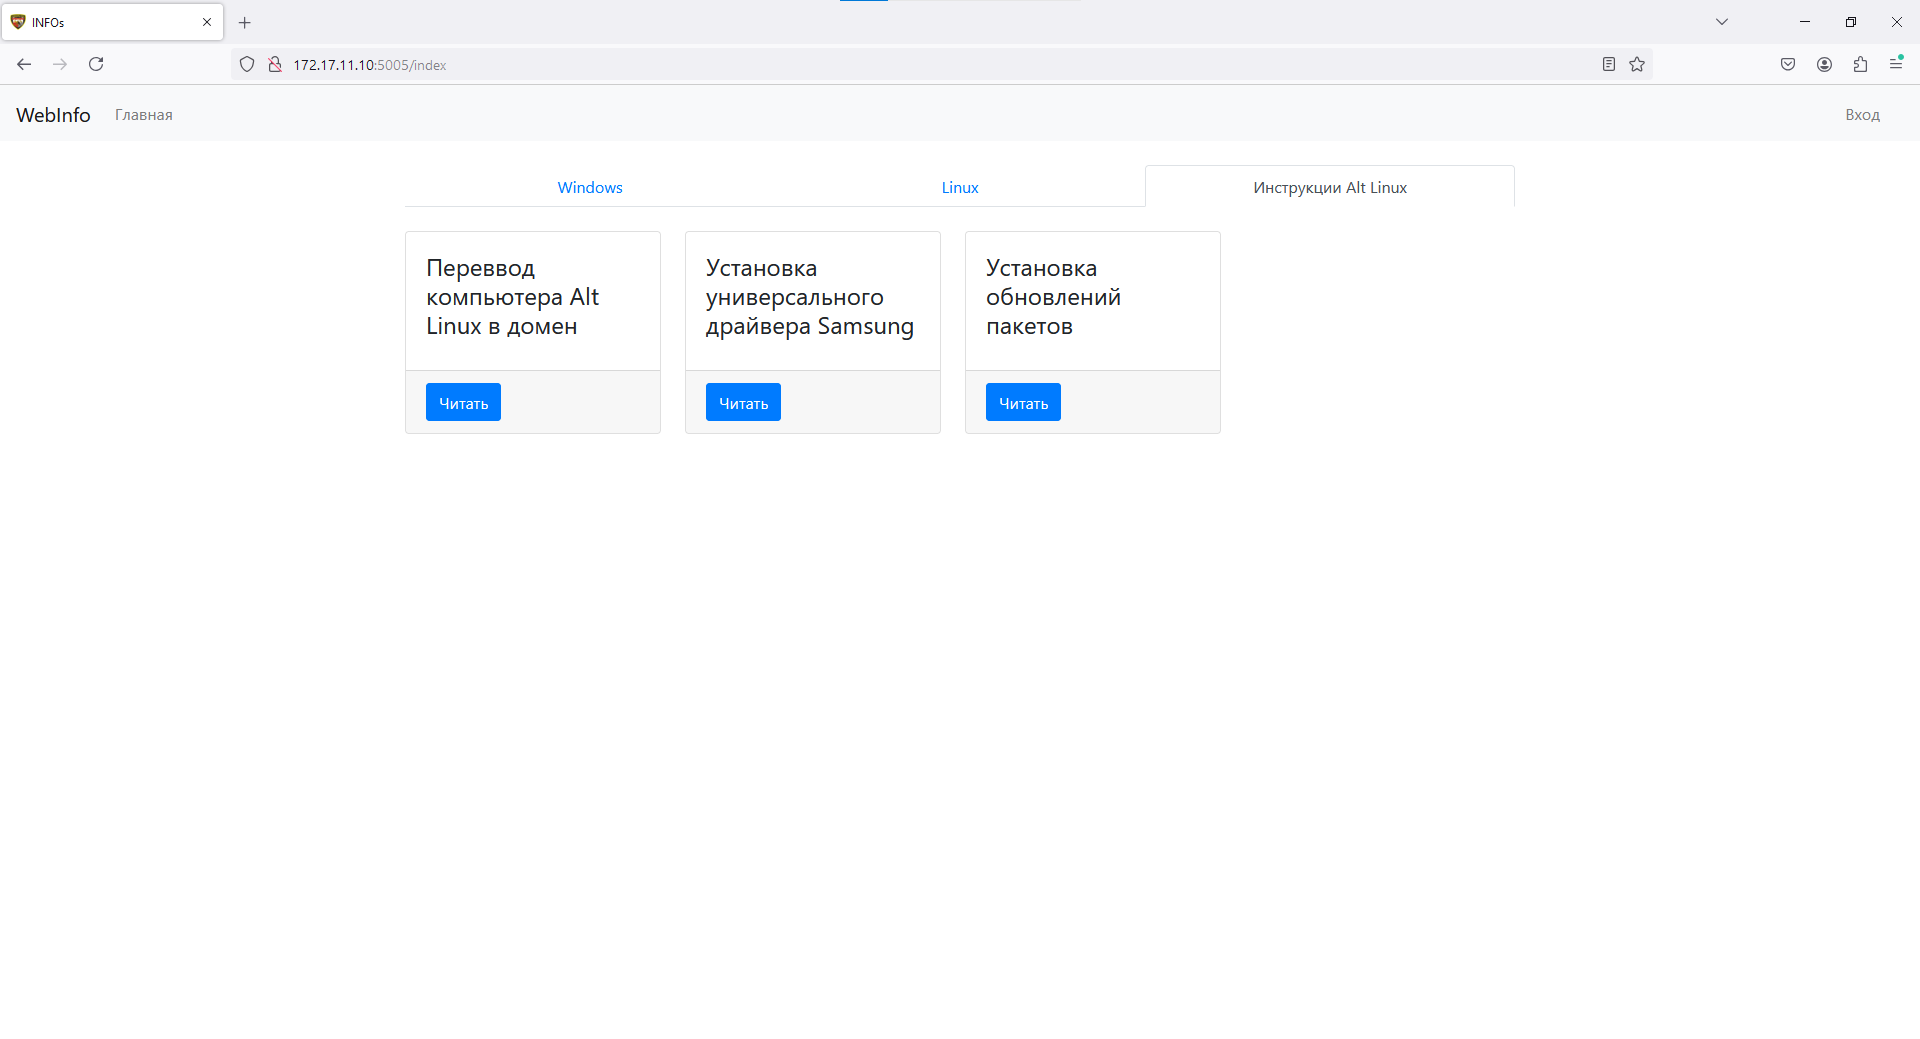 INFOs
172.17.11.10:5005/index
WebInfo
Главная
Вход
Windows
Linux
Инструкции Alt Linux
Переввод
компьютера Alt
Linux в домен
Читать
Установка
универсального
драйвера Samsung
Читать
Установка
обновлений
пакетов
Читать